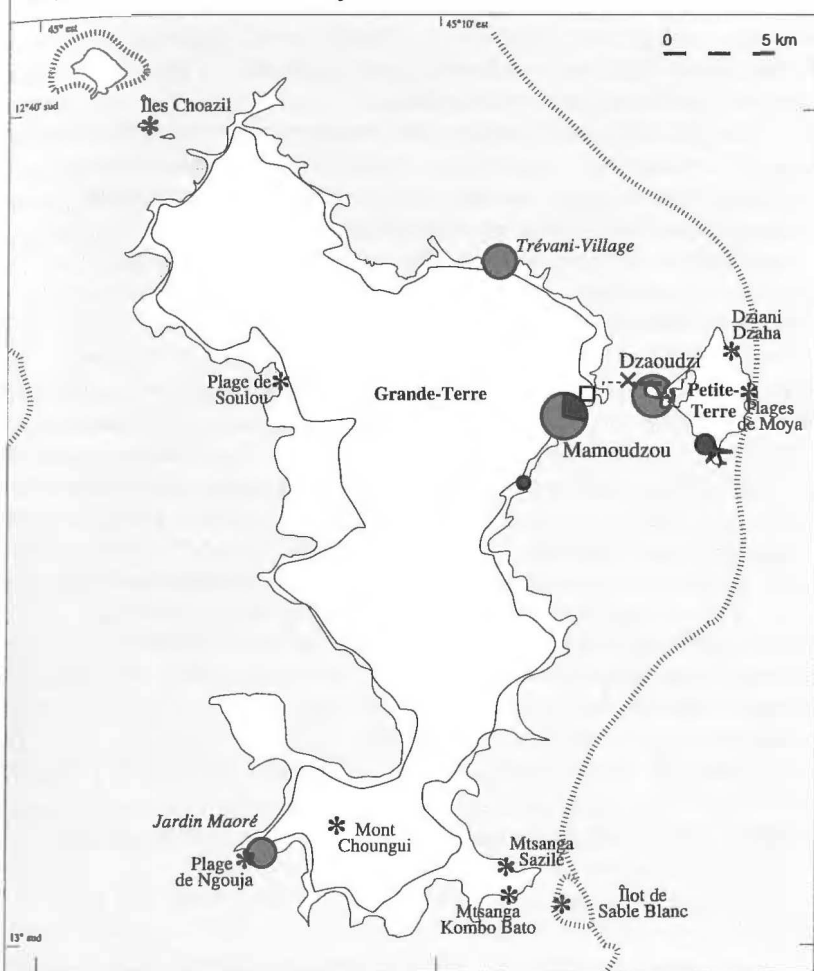 45° est
45° 10' est
0 5 km
12° 40' sud
Îles Choazil
Trévani-Village
Dziani
Dzaha
Dzaoudzi
Plage de
Soulou
Grande-Terre
Petite-
Terre
Plages
de Moya
Mamoudzou
Jardin Maoré
Mont
Choungui
Plage
de Ngouja
Mtsanga
Sazilé
Mtsanga
Kombo Bato
Îlot de
Sable Blanc
13° sud